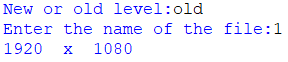 New or old level:old
Enter the name of the file:1
1920  x  1080